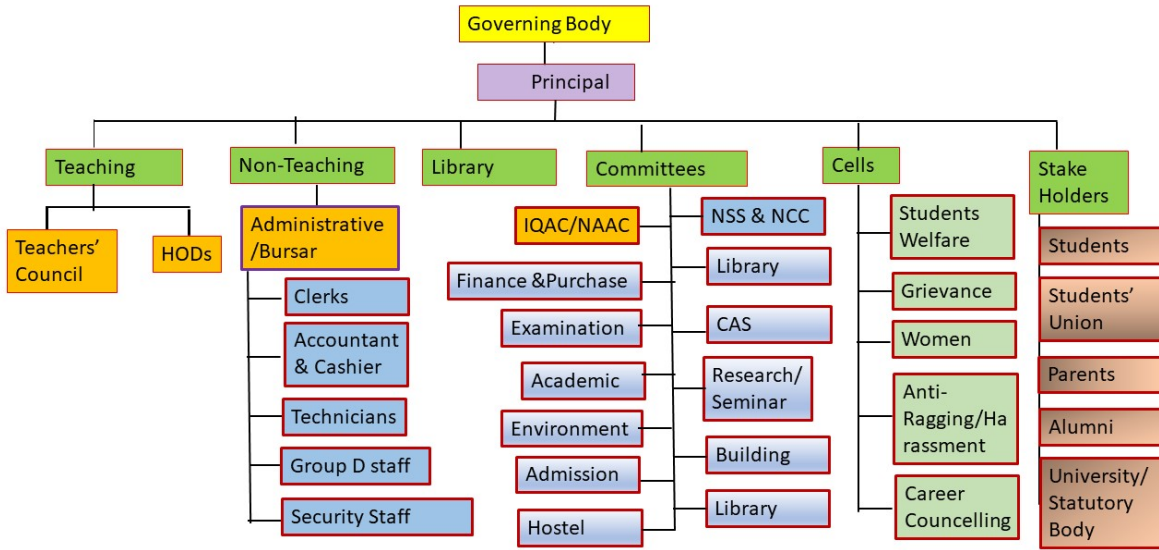 Governing Body
Principal
Teaching
Non-Teaching
Library
Committees
Cells
Stake
Holders
Teachers’
Council
HODs
Administrative
/Bursar
Clerks
Accountant
& Cashier
Technicians
Group D staff
Security Staff
IQAC/NAAC
Finance &Purchase
Examination
Academic
Environment
Admission
Hostel
NSS & NCC
Library
CAS
Research/
Seminar
Building
Library
Students
Welfare
Grievance
Women
Anti-
Ragging/Ha
rassment
Career
Councelling
Students
Students’
Union
Parents
Alumni
University/
Statutory
Body